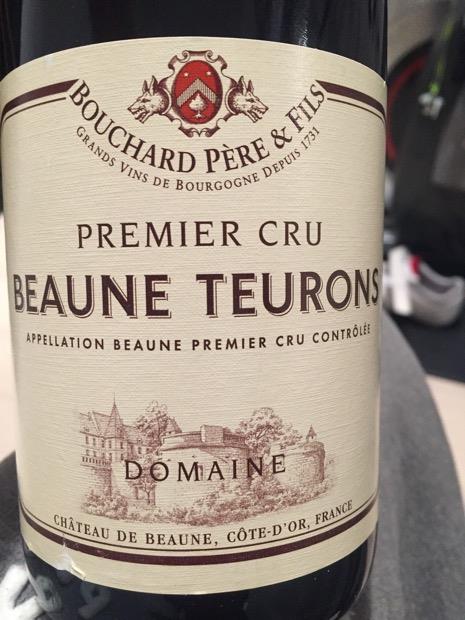 BOUCHARD PÈRE & FILS
GRANDS VINS DE BOURGOGNE DEPUIS 1731
PREMIER CRU
BEAUNE TEURONS
APPELLATION BEAUNE PREMIER CRU CONTRÔLÉE
DOMAINE
CHÂTEAU DE BEAUNE, CÔTE-D'OR, FRANCE